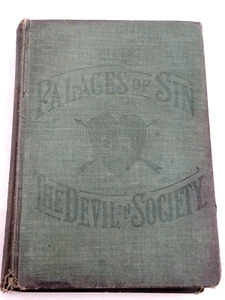 PALACES OF SIN
THE DEVIL IN SOCIETY